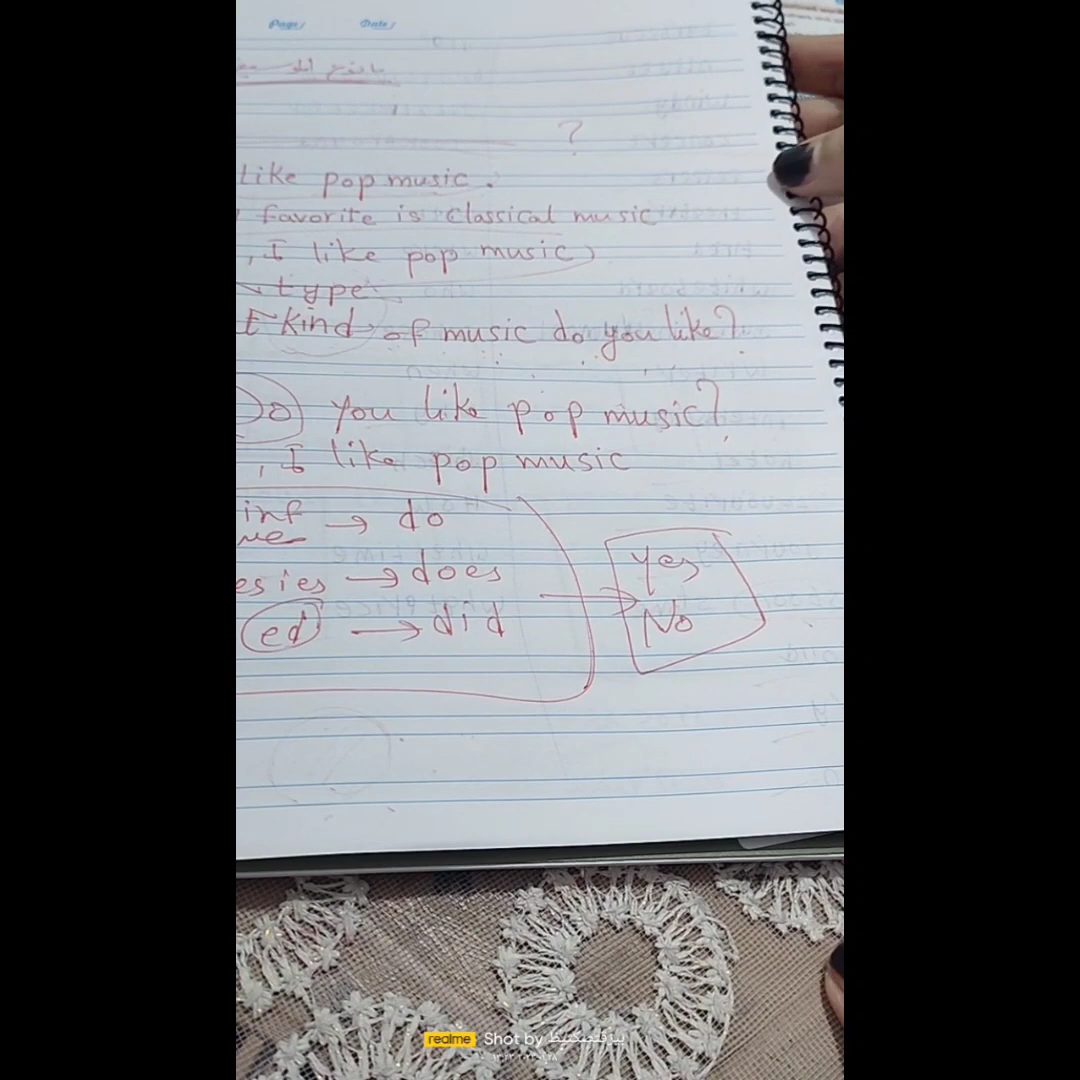 Page/ Date/
ما نوع
?
Like pop music.
favorite is classical music
, I like pop music)
type
kind of music do you like?
Do you like pop music?
, I like pop music
inf → do
es ies → does
ed → did
Yes
No
realme Shot by